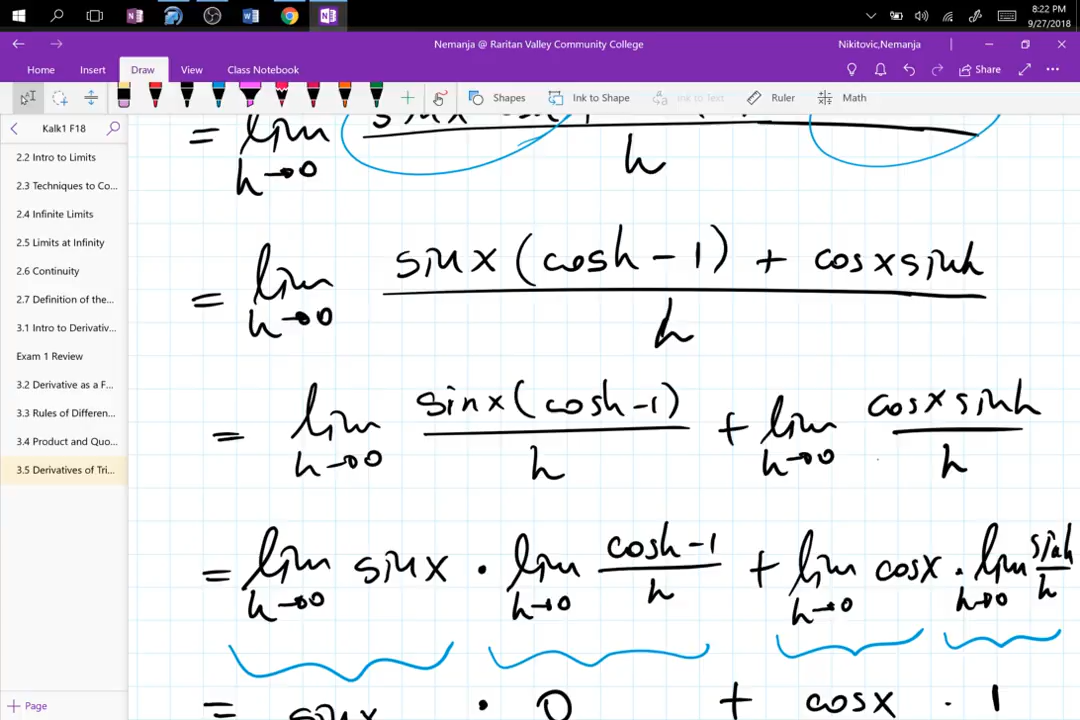 8:22 PM
9/27/2018
Nemanja @ Raritan Valley Community College
Nikitovic,Nemanja
Home Insert Draw View Class Notebook
Share
Shapes Ink to Shape Ink to Text Ruler Math
Kalk1 F18
2.2 Intro to Limits
2.3 Techniques to Co...
2.4 Infinite Limits
2.5 Limits at Infinity
2.6 Continuity
2.7 Definition of the...
3.1 Intro to Derivativ...
Exam 1 Review
3.2 Derivative as a F...
3.3 Rules of Differen...
3.4 Product and Quo...
3.5 Derivatives of Tri...
Page
= lim h→0 h
= lim h→0 sinx(cosh-1) + cosxsinh / h
= lim h→0 sinx(cosh-1) / h + lim h→0 cosxsinh / h
= lim h→0 sinx · lim h→0 cosh-1 / h + lim h→0 cosx · lim h→0 sinh / h
= sinx · 0 + cosx · 1